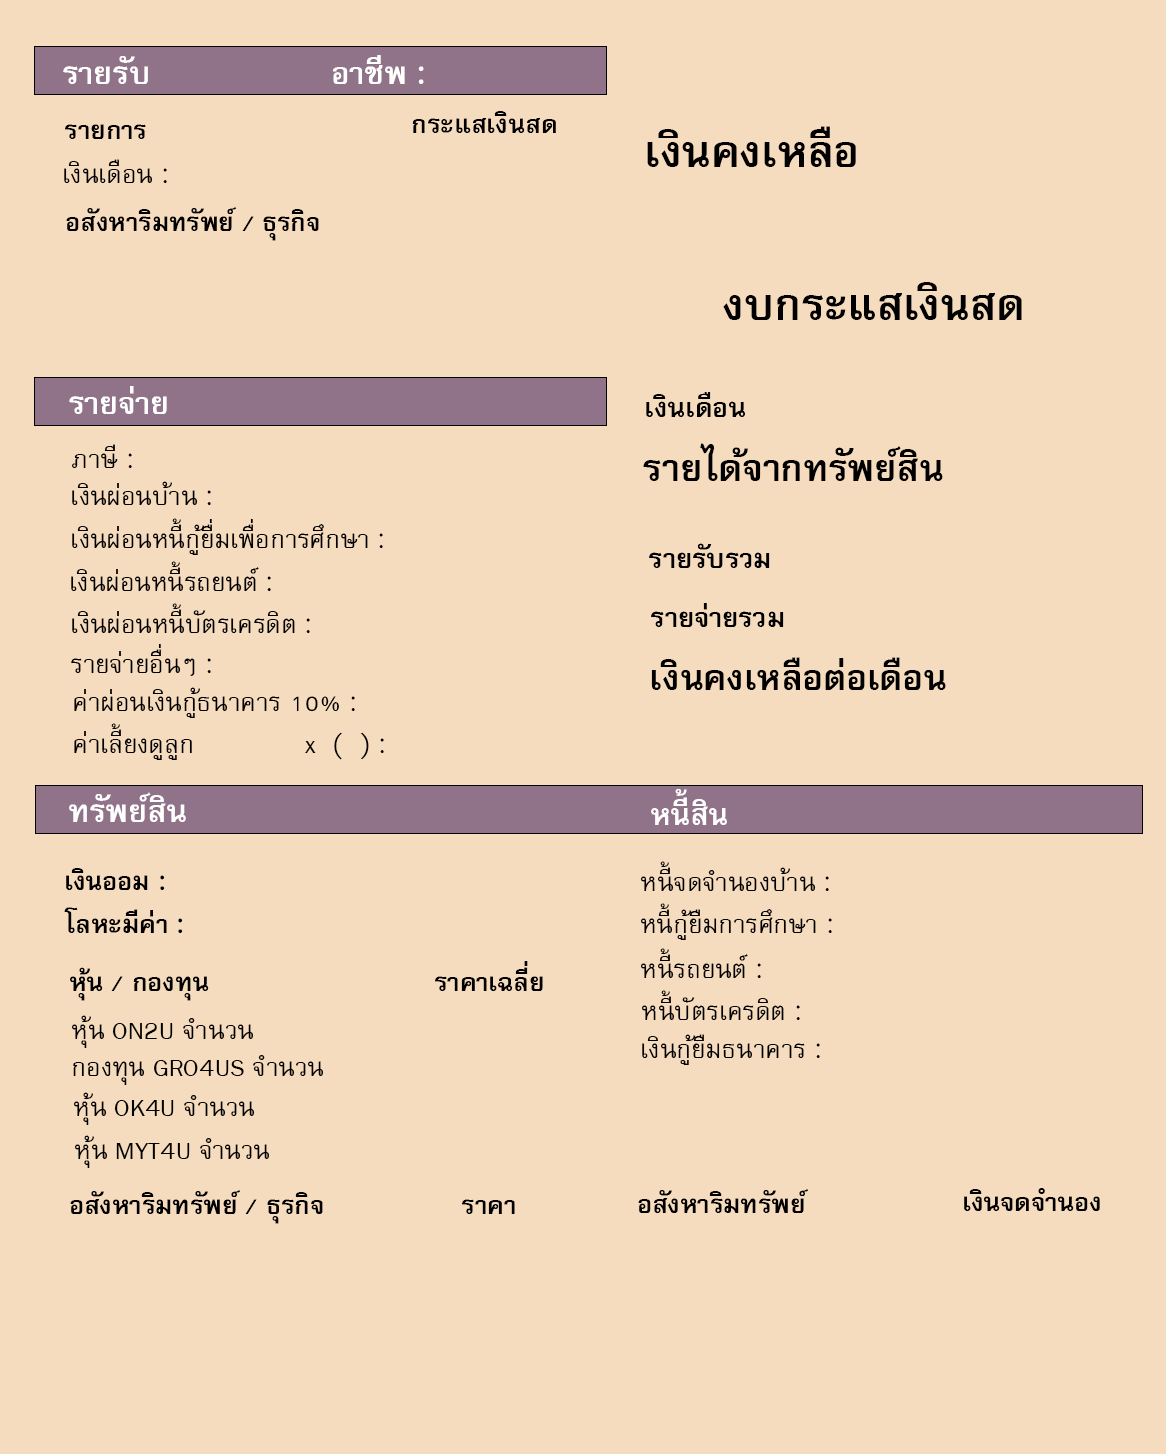 รายรับ อาชีพ :
รายการ กระแสเงินสด
เงินเดือน :
อสังหาริมทรัพย์ / ธุรกิจ
เงินคงเหลือ
งบกระแสเงินสด
เงินเดือน
รายได้จากทรัพย์สิน
รายรับรวม
รายจ่ายรวม
เงินคงเหลือต่อเดือน
รายจ่าย
ภาษี :
เงินผ่อนบ้าน :
เงินผ่อนหนี้กู้ยื่มเพื่อการศึกษา :
เงินผ่อนหนี้รถยนต์ :
เงินผ่อนหนี้บัตรเครดิต :
รายจ่ายอื่นๆ :
ค่าผ่อนเงินกู้ธนาคาร 10% :
ค่าเลี้ยงดูลูก x ( ) :
ทรัพย์สิน
เงินออม :
โลหะมีค่า :
หุ้น / กองทุน ราคาเฉลี่ย
หุ้น ON2U จำนวน
กองทุน GRO4US จำนวน
หุ้น OK4U จำนวน
หุ้น MYT4U จำนวน
อสังหาริมทรัพย์ / ธุรกิจ ราคา
หนี้สิน
หนี้จดจำนองบ้าน :
หนี้กู้ยืมการศึกษา :
หนี้รถยนต์ :
หนี้บัตรเครดิต :
เงินกู้ยืมธนาคาร :
อสังหาริมทรัพย์ เงินจดจำนอง